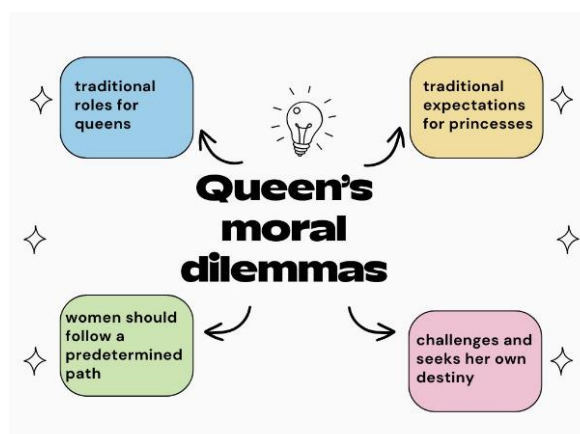 traditional
roles for
queens
traditional
expectations
for princesses
Queen's
moral
dilemmas
women should
follow a
predetermined
path
challenges and
seeks her own
destiny